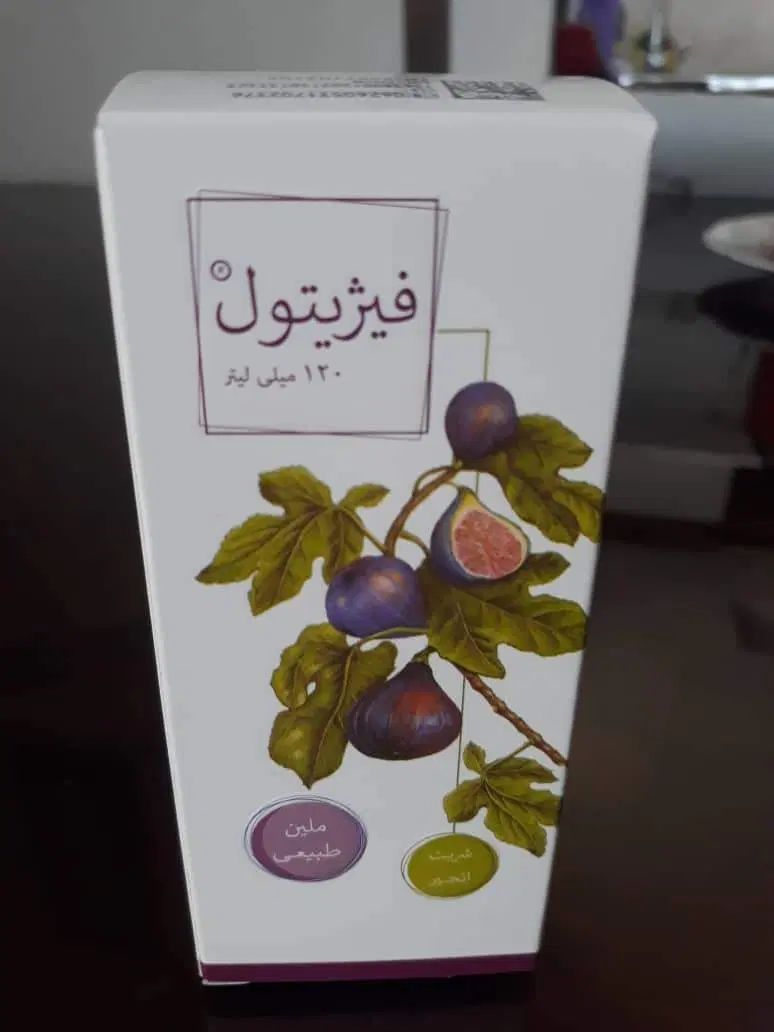 فیژیتول
۱۲۰ میلی لیتر
ملین
طبیعی
شربت
انجیر